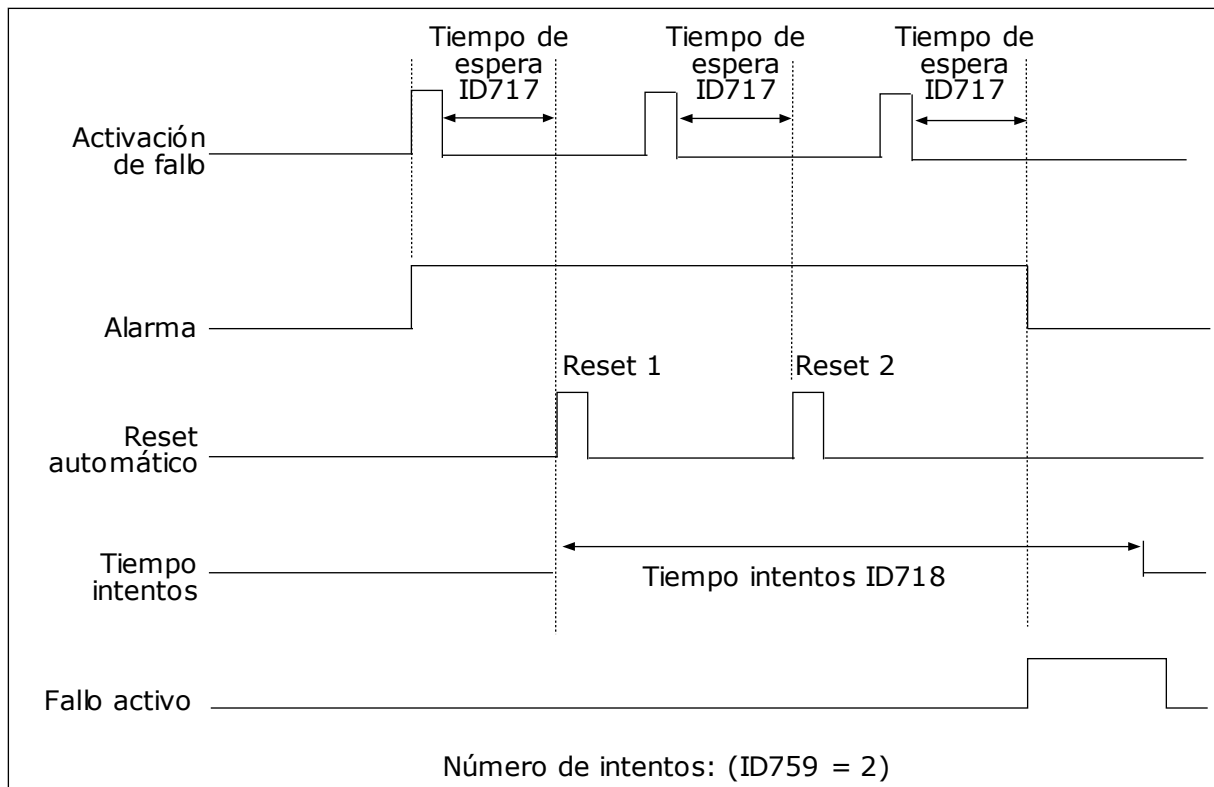 Tiempo de
espera
ID717
Tiempo de
espera
ID717
Tiempo de
espera
ID717
Activación
de fallo
Alarma
Reset 1
Reset 2
Reset
automático
Tiempo
intentos
Tiempo intentos ID718
Fallo activo
Número de intentos: (ID759 = 2)